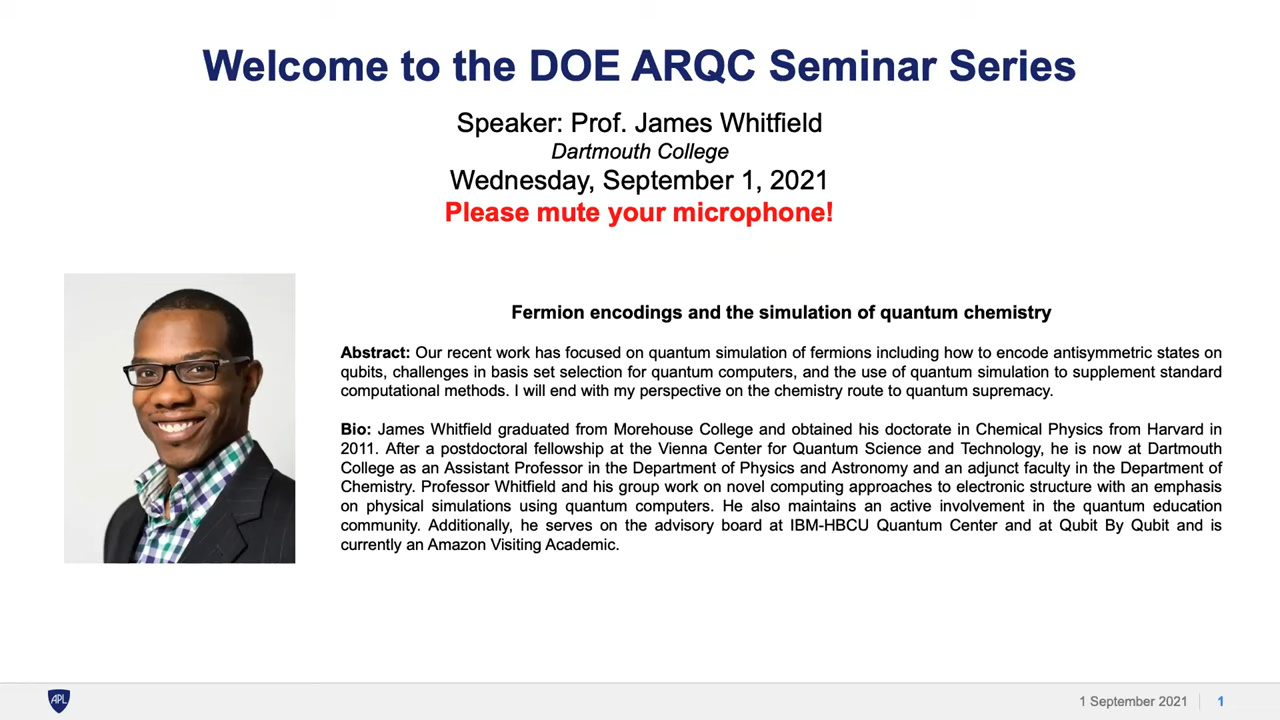 Welcome to the DOE ARQC Seminar Series
Speaker: Prof. James Whitfield
Dartmouth College
Wednesday, September 1, 2021
Please mute your microphone!
Fermion encodings and the simulation of quantum chemistry
Abstract: Our recent work has focused on quantum simulation of fermions including how to encode antisymmetric states on
qubits, challenges in basis set selection for quantum computers, and the use of quantum simulation to supplement standard
computational methods. I will end with my perspective on the chemistry route to quantum supremacy.
Bio: James Whitfield graduated from Morehouse College and obtained his doctorate in Chemical Physics from Harvard in
2011. After a postdoctoral fellowship at the Vienna Center for Quantum Science and Technology, he is now at Dartmouth
College as an Assistant Professor in the Department of Physics and Astronomy and an adjunct faculty in the Department of
Chemistry. Professor Whitfield and his group work on novel computing approaches to electronic structure with an emphasis
on physical simulations using quantum computers. He also maintains an active involvement in the quantum education
community. Additionally, he serves on the advisory board at IBM-HBCU Quantum Center and at Qubit By Qubit and is
currently an Amazon Visiting Academic.
APL
1 September 2021
1